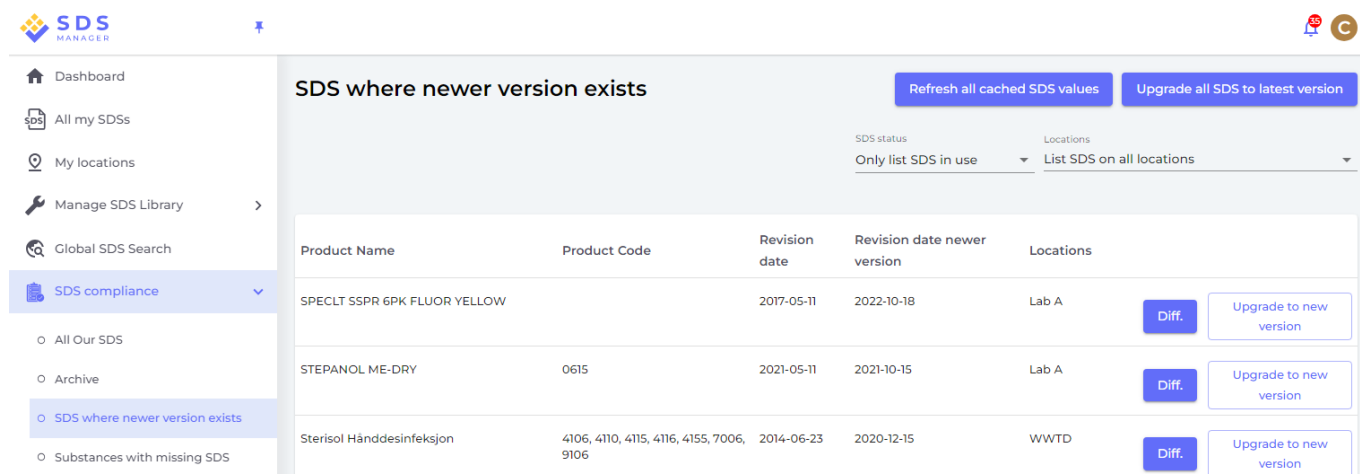 SDS
MANAGER
35
C
Dashboard
SDS
All my SDSs
My locations
Manage SDS Library
Global SDS Search
SDS compliance
All Our SDS
Archive
SDS where newer version exists
Substances with missing SDS
SDS where newer version exists
Refresh all cached SDS values
Upgrade all SDS to latest version
SDS status
Only list SDS in use
Locations
List SDS on all locations
Product Name
Product Code
Revision
date
Revision date newer
version
Locations
SPECLT SSPR 6PK FLUOR YELLOW
2017-05-11
2022-10-18
Lab A
Diff.
Upgrade to new
version
STEPANOL ME-DRY
0615
2021-05-11
2021-10-15
Lab A
Diff.
Upgrade to new
version
Sterisol Hånddesinfeksjon
4106, 4110, 4115, 4116, 4155, 7006,
9106
2014-06-23
2020-12-15
WWTD
Diff.
Upgrade to new
version